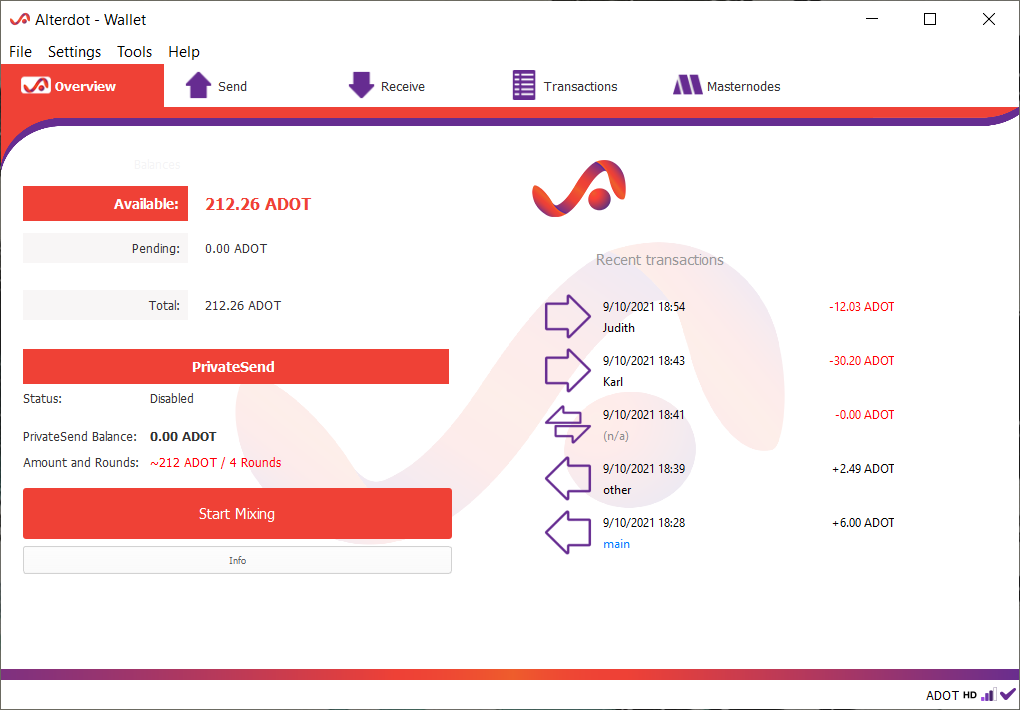 Alterdot - Wallet
File Settings Tools Help
Overview Send Receive Transactions Masternodes
Balances
Available: 212.26 ADOT
Pending: 0.00 ADOT
Total: 212.26 ADOT
PrivateSend
Status: Disabled
PrivateSend Balance: 0.00 ADOT
Amount and Rounds: ~212 ADOT / 4 Rounds
Start Mixing
Info
Recent transactions
9/10/2021 18:54 -12.03 ADOT
Judith
9/10/2021 18:43 -30.20 ADOT
Karl
9/10/2021 18:41 -0.00 ADOT
(n/a)
9/10/2021 18:39 +2.49 ADOT
other
9/10/2021 18:28 +6.00 ADOT
main
ADOT HD